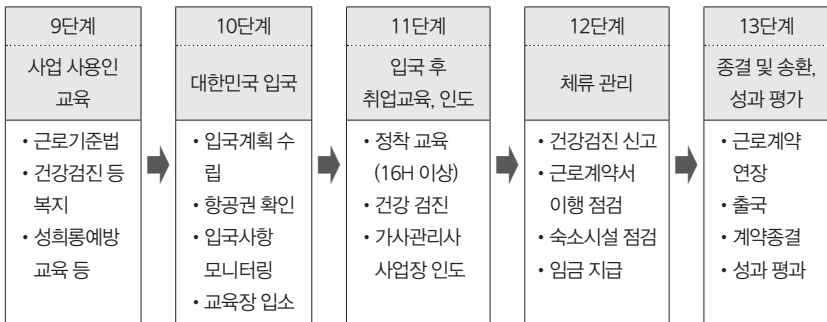 9단계
사업 사용인
교육
• 근로기준법
• 건강검진 등
복지
• 성희롱예방
교육 등
10단계
대한민국 입국
• 입국계획 수
립
• 항공권 확인
• 입국사항
모니터링
• 교육장 입소
11단계
입국 후
취업교육, 인도
• 정착 교육
(16H 이상)
• 건강 검진
• 가사관리사
사업장 인도
12단계
체류 관리
• 건강검진 신고
• 근로계약서
이행 점검
• 숙소시설 점검
• 임금 지급
13단계
종결 및 송환,
성과 평가
• 근로계약
연장
• 출국
• 계약종결
• 성과 평과